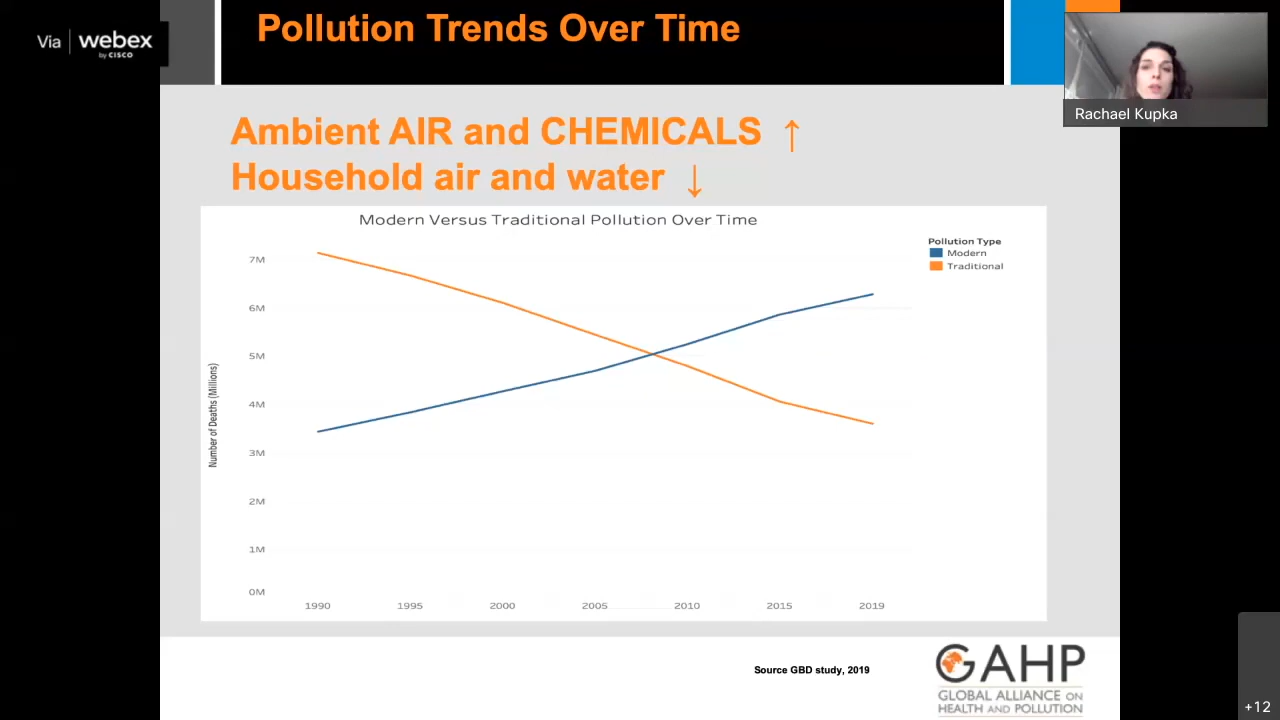 Via webex
by CISCO
Pollution Trends Over Time
Rachael Kupka
Ambient AIR and CHEMICALS ↑
Household air and water ↓
Modern Versus Traditional Pollution Over Time
Pollution Type
Modern
Traditional
Number of Deaths (Millions)
7M
6M
5M
4M
3M
2M
1M
0M
1990 1995 2000 2005 2010 2015 2019
Source GBD study, 2019
GAHP
GLOBAL ALLIANCE ON
HEALTH AND POLLUTION
+12